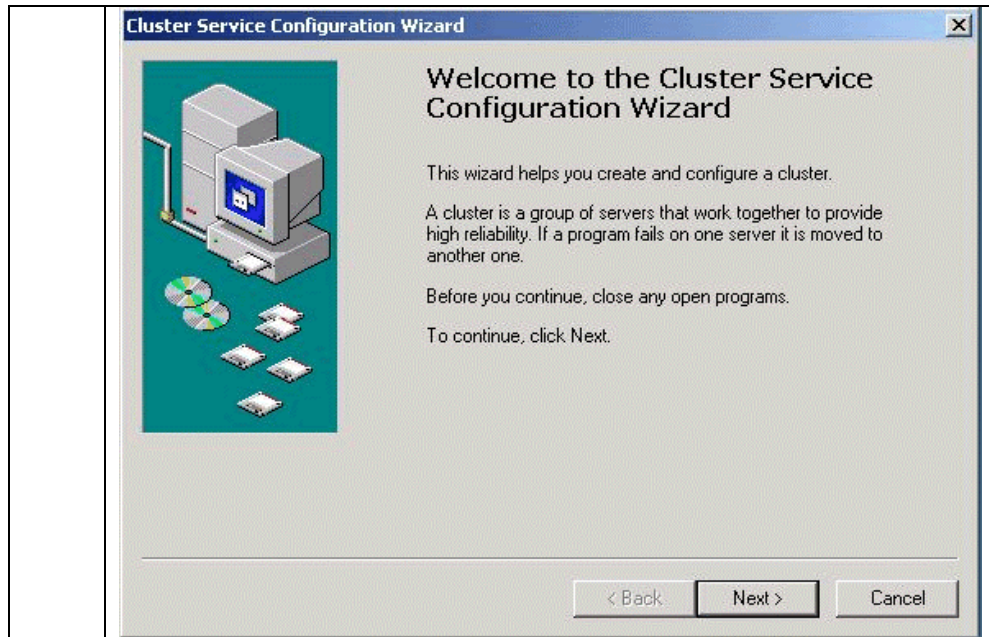 Cluster Service Configuration Wizard
Welcome to the Cluster Service
Configuration Wizard
This wizard helps you create and configure a cluster.
A cluster is a group of servers that work together to provide
high reliability. If a program fails on one server it is moved to
another one.
Before you continue, close any open programs.
To continue, click Next.
< Back
Next >
Cancel